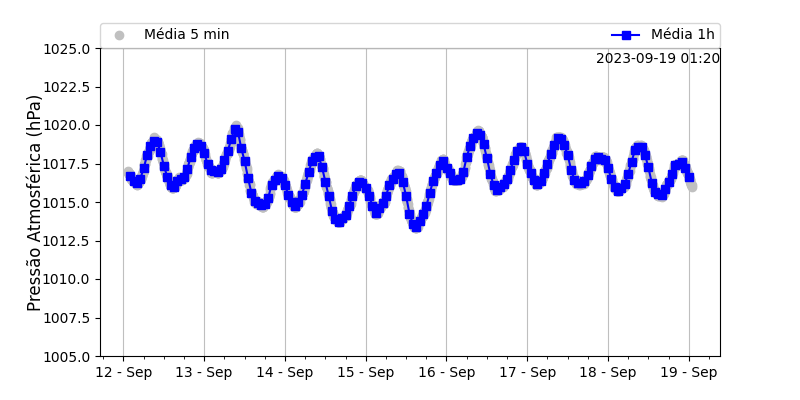 Média 5 min
Média 1h
2023-09-19 01:20
Pressão Atmosférica (hPa)
1025.0
1022.5
1020.0
1017.5
1015.0
1012.5
1010.0
1007.5
1005.0
12 - Sep
13 - Sep
14 - Sep
15 - Sep
16 - Sep
17 - Sep
18 - Sep
19 - Sep